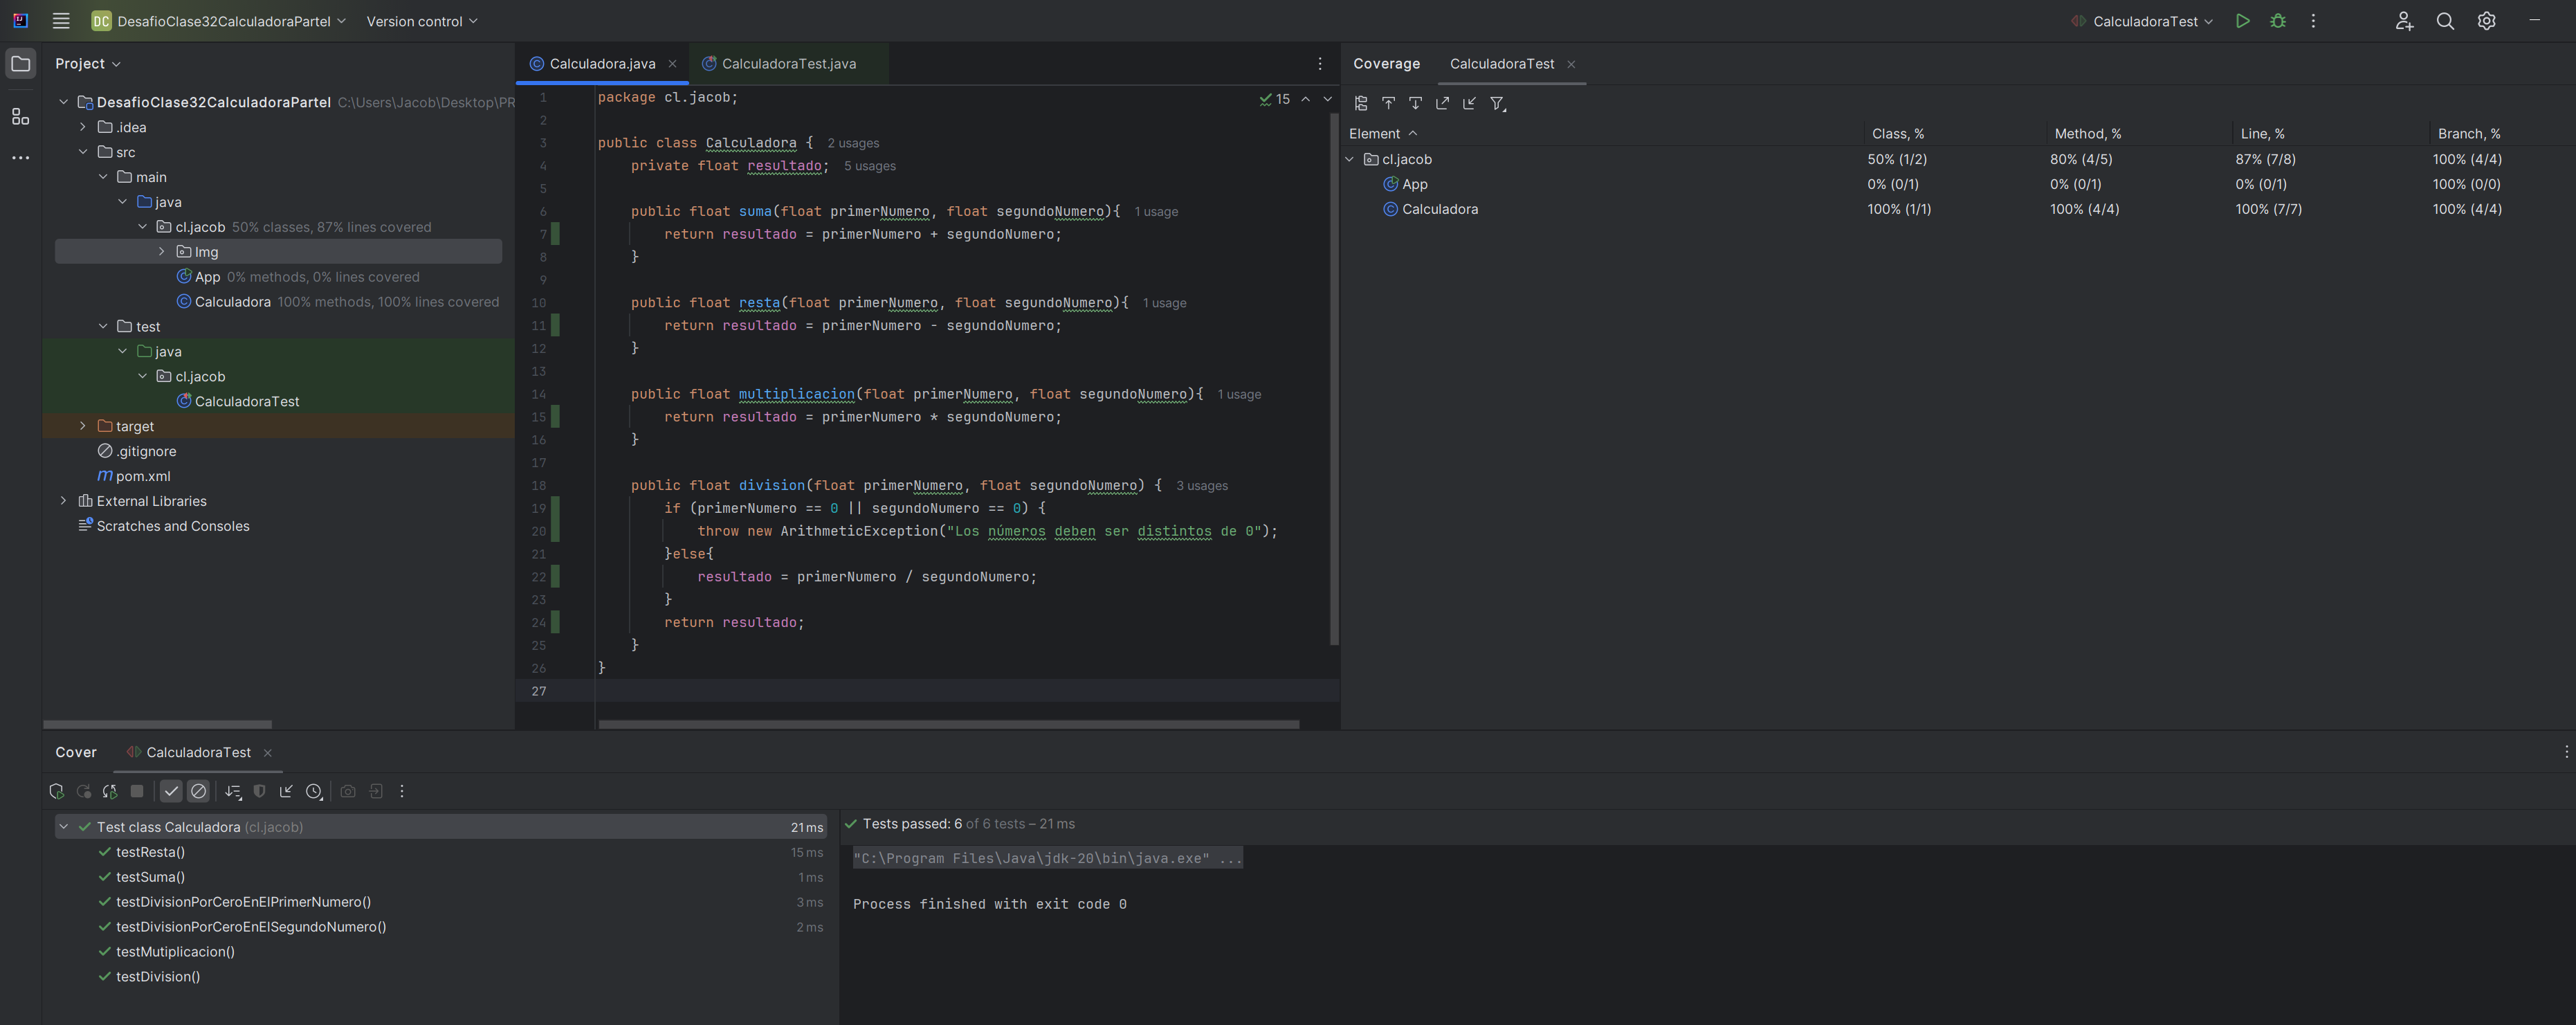 DC DesafioClase32CalculadoraParteI Version control CalculadoraTest
Project
DesafioClase32CalculadoraParteI C:\Users\Jacob\Desktop\PR
.idea
src
main
java
cl.jacob 50% classes, 87% lines covered
Img
App 0% methods, 0% lines covered
Calculadora 100% methods, 100% lines covered
test
java
cl.jacob
CalculadoraTest
target
.gitignore
pom.xml
External Libraries
Scratches and Consoles
Calculadora.java CalculadoraTest.java
15
1 package cl.jacob;
2
3 public class Calculadora { 2 usages
4 private float resultado; 5 usages
5
6 public float suma(float primerNumero, float segundoNumero){ 1 usage
7 return resultado = primerNumero + segundoNumero;
8 }
9
10 public float resta(float primerNumero, float segundoNumero){ 1 usage
11 return resultado = primerNumero - segundoNumero;
12 }
13
14 public float multiplicacion(float primerNumero, float segundoNumero){ 1 usage
15 return resultado = primerNumero * segundoNumero;
16 }
17
18 public float division(float primerNumero, float segundoNumero) { 3 usages
19 if (primerNumero == 0 || segundoNumero == 0) {
20 throw new ArithmeticException("Los números deben ser distintos de 0");
21 }else{
22 resultado = primerNumero / segundoNumero;
23 }
24 return resultado;
25 }
26 }
27
Coverage CalculadoraTest
Element Class, % Method, % Line, % Branch, %
cl.jacob 50% (1/2) 80% (4/5) 87% (7/8) 100% (4/4)
App 0% (0/1) 0% (0/1) 0% (0/1) 100% (0/0)
Calculadora 100% (1/1) 100% (4/4) 100% (7/7) 100% (4/4)
Cover CalculadoraTest
Test class Calculadora (cl.jacob) 21 ms
testResta() 15 ms
testSuma() 1 ms
testDivisionPorCeroEnElPrimerNumero() 3 ms
testDivisionPorCeroEnElSegundoNumero() 2 ms
testMutiplicacion()
testDivision()
Tests passed: 6 of 6 tests – 21 ms
"C:\Program Files\Java\jdk-20\bin\java.exe" ...
Process finished with exit code 0